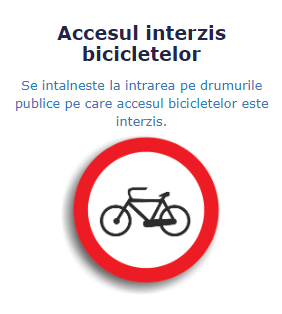 Accesul interzis
bicicletelor
Se intalneste la intrarea pe drumurile
publice pe care accesul bicicletelor este
interzis.